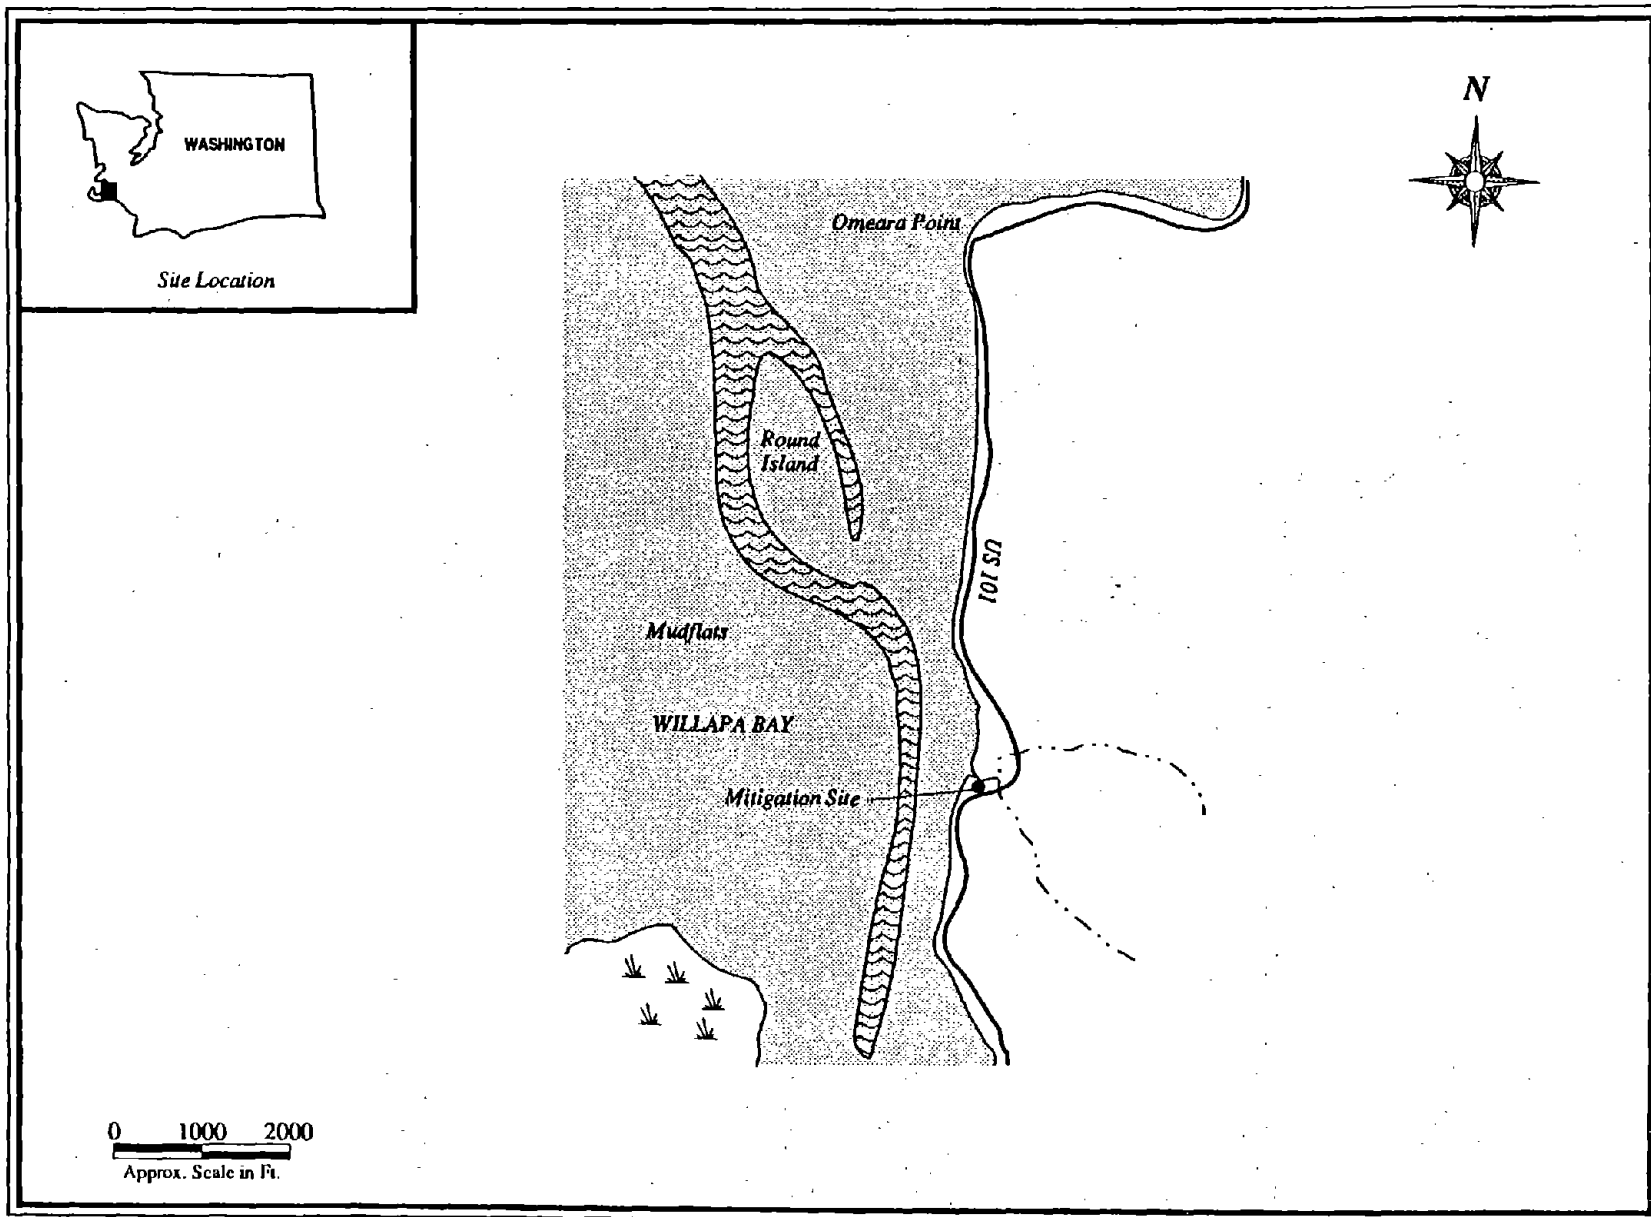 WASHINGTON
Site Location
N
Omeara Point
Round
Island
US 101
Mudflats
WILLAPA BAY
Mitigation Site
0 1000 2000
Approx. Scale in Ft.